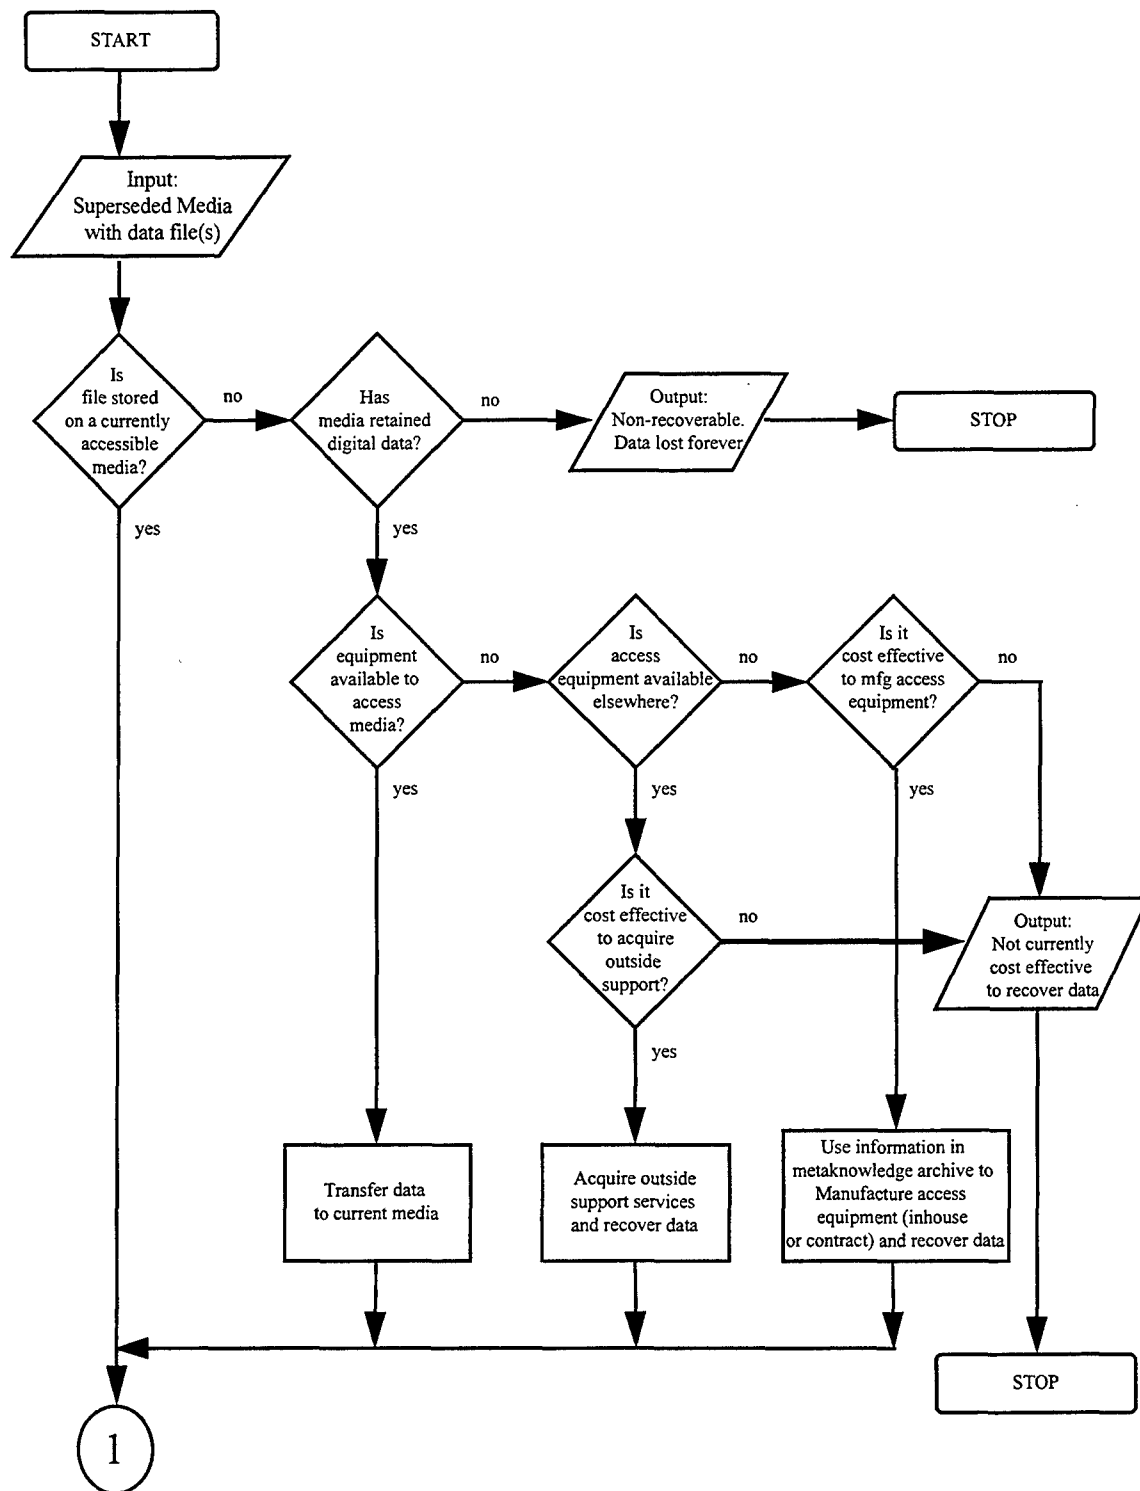 START
Input:
Superseded Media
with data file(s)
Is
file stored
on a currently
accessible
media?
no
yes
Has
media retained
digital data?
no
yes
Output:
Non-recoverable.
Data lost forever
STOP
Is
equipment
available to
access
media?
no
yes
Is
access
equipment available
elsewhere?
no
yes
Is it
cost effective
to mfg access
equipment?
no
yes
Is it
cost effective
to acquire
outside
support?
no
yes
Output:
Not currently
cost effective
to recover data
Transfer data
to current media
Acquire outside
support services
and recover data
Use information in
metaknowledge archive to
Manufacture access
equipment (inhouse
or contract) and recover data
STOP
1